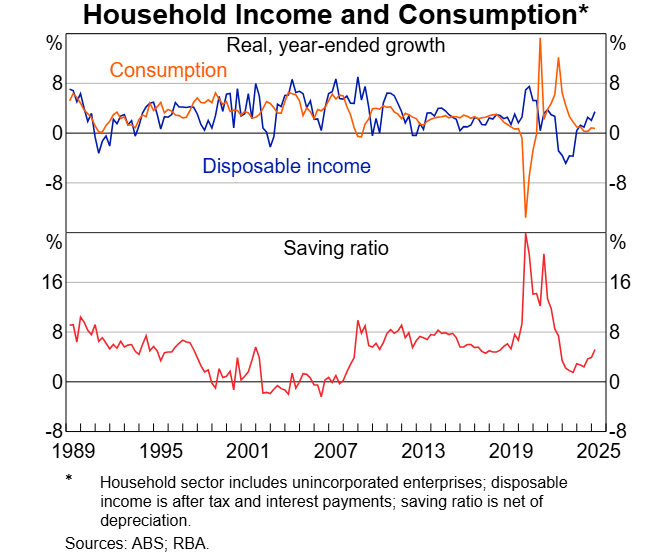 Household Income and Consumption*
% Real, year-ended growth %
Consumption
8 8
0 0
Disposable income
-8 -8
% Saving ratio %
16 16
8 8
0 0
-8 -8
1989 1995 2001 2007 2013 2019 2025
* Household sector includes unincorporated enterprises; disposable
income is after tax and interest payments; saving ratio is net of
depreciation.
Sources: ABS; RBA.